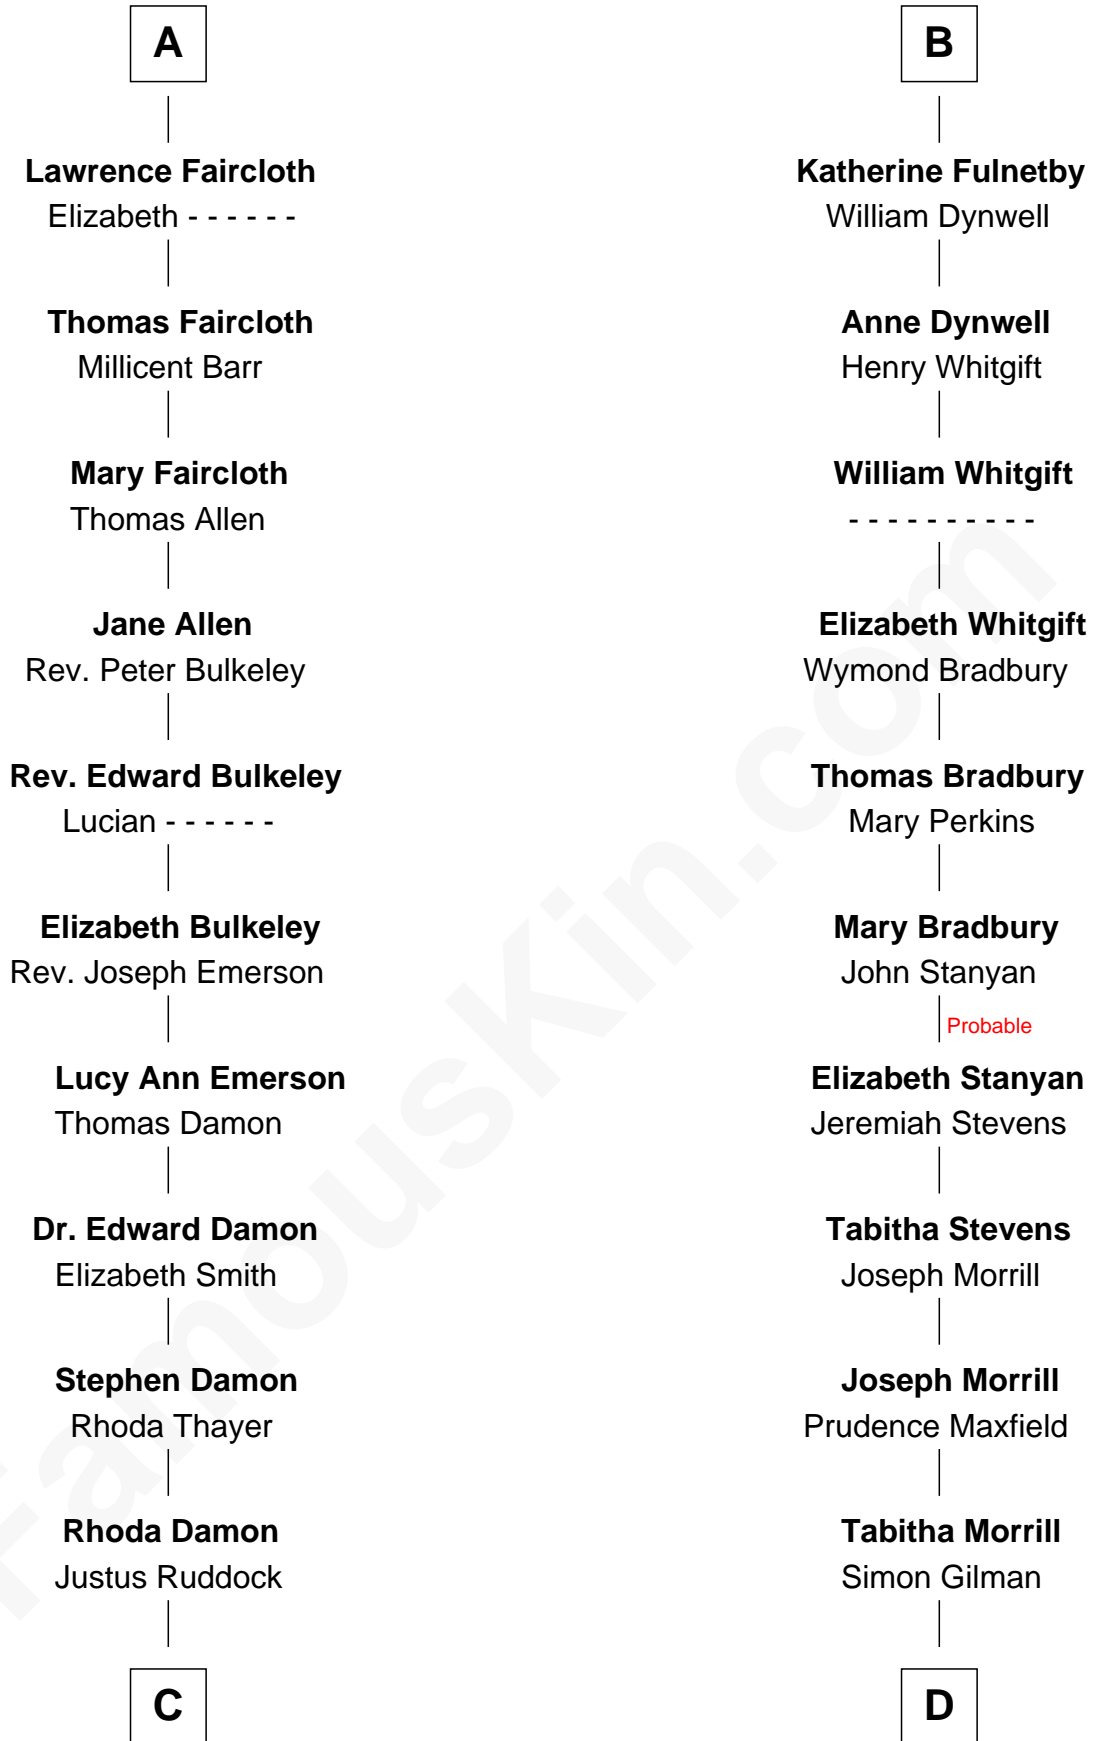 A
Lawrence Faircloth
Elizabeth - - - - - -
Thomas Faircloth
Millicent Barr
Mary Faircloth
Thomas Allen
Jane Allen
Rev. Peter Bulkeley
Rev. Edward Bulkeley
Lucian - - - - - -
Elizabeth Bulkeley
Rev. Joseph Emerson
Lucy Ann Emerson
Thomas Damon
Dr. Edward Damon
Elizabeth Smith
Stephen Damon
Rhoda Thayer
Rhoda Damon
Justus Ruddock
C
B
Katherine Fulnetby
William Dynwell
Anne Dynwell
Henry Whitgift
William Whitgift
- - - - - - - - - -
Elizabeth Whitgift
Wymond Bradbury
Thomas Bradbury
Mary Perkins
Mary Bradbury
John Stanyan
Probable
Elizabeth Stanyan
Jeremiah Stevens
Tabitha Stevens
Joseph Morrill
Joseph Morrill
Prudence Maxfield
Tabitha Morrill
Simon Gilman
D
FamousKin.com